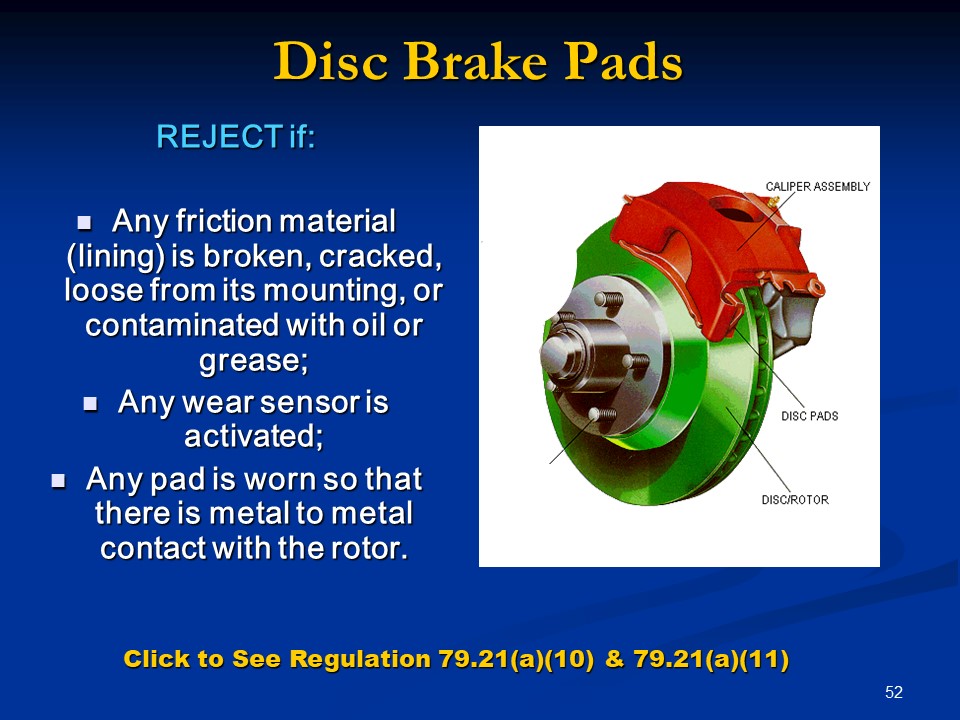 Disc Brake Pads
REJECT if:
Any friction material
(lining) is broken, cracked,
loose from its mounting, or
contaminated with oil or
grease;
Any wear sensor is
activated;
Any pad is worn so that
there is metal to metal
contact with the rotor.
CALIPER ASSEMBLY
DISC PADS
DISC/ROTOR
Click to See Regulation 79.21(a)(10) & 79.21(a)(11)
52